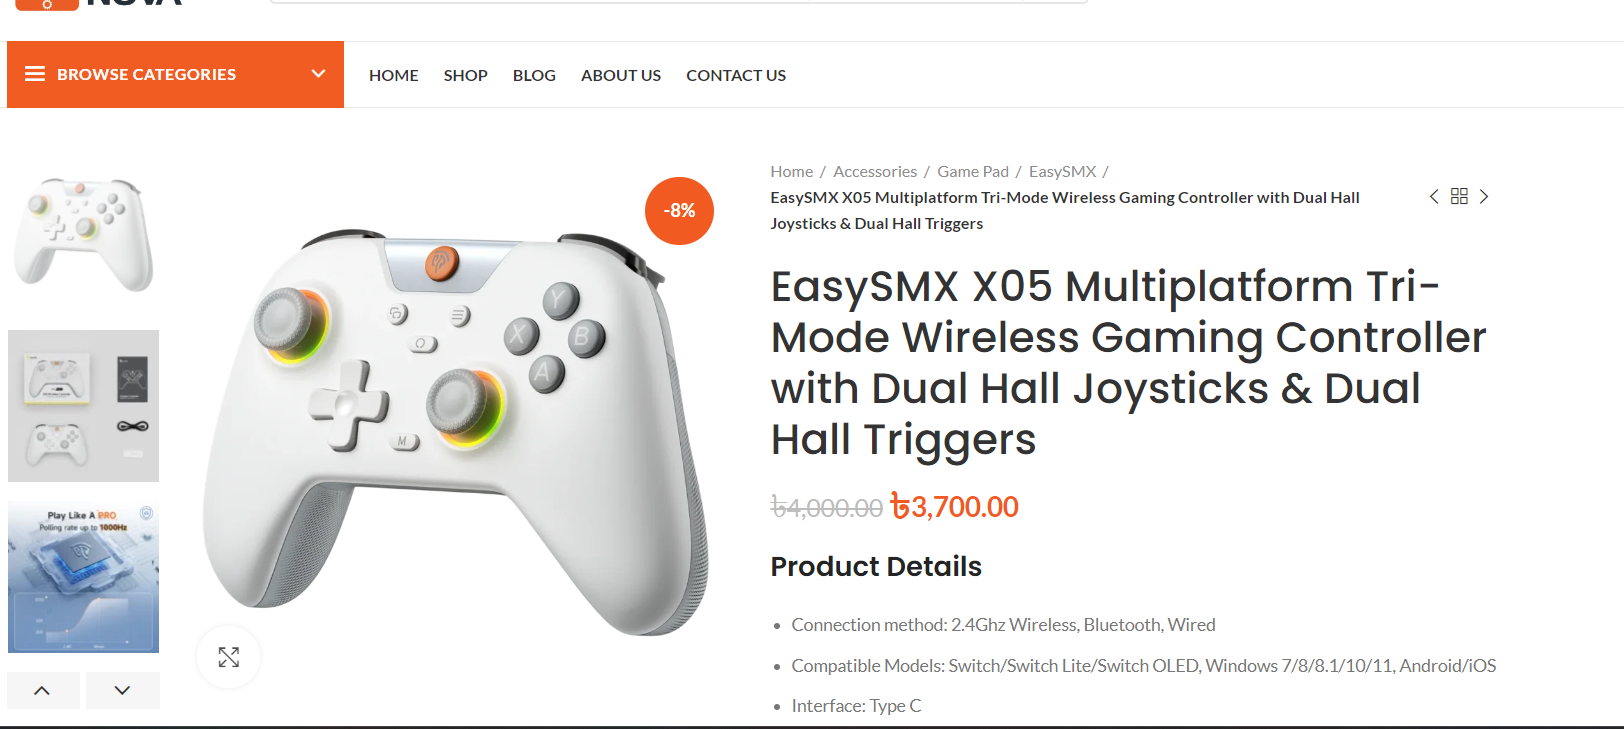 BROWSE CATEGORIES
HOME SHOP BLOG ABOUT US CONTACT US
Home / Accessories / Game Pad / EasySMX /
EasySMX X05 Multiplatform Tri-Mode Wireless Gaming Controller with Dual Hall
Joysticks & Dual Hall Triggers
-8%
Y
X
B
A
M
EasySMX X05 Multiplatform Tri-
Mode Wireless Gaming Controller
with Dual Hall Joysticks & Dual
Hall Triggers
৳4,000.00 ৳3,700.00
Play Like A PRO
Polling rate up to 1000Hz
Product Details
• Connection method: 2.4Ghz Wireless, Bluetooth, Wired
• Compatible Models: Switch/Switch Lite/Switch OLED, Windows 7/8/8.1/10/11, Android/iOS
• Interface: Type C